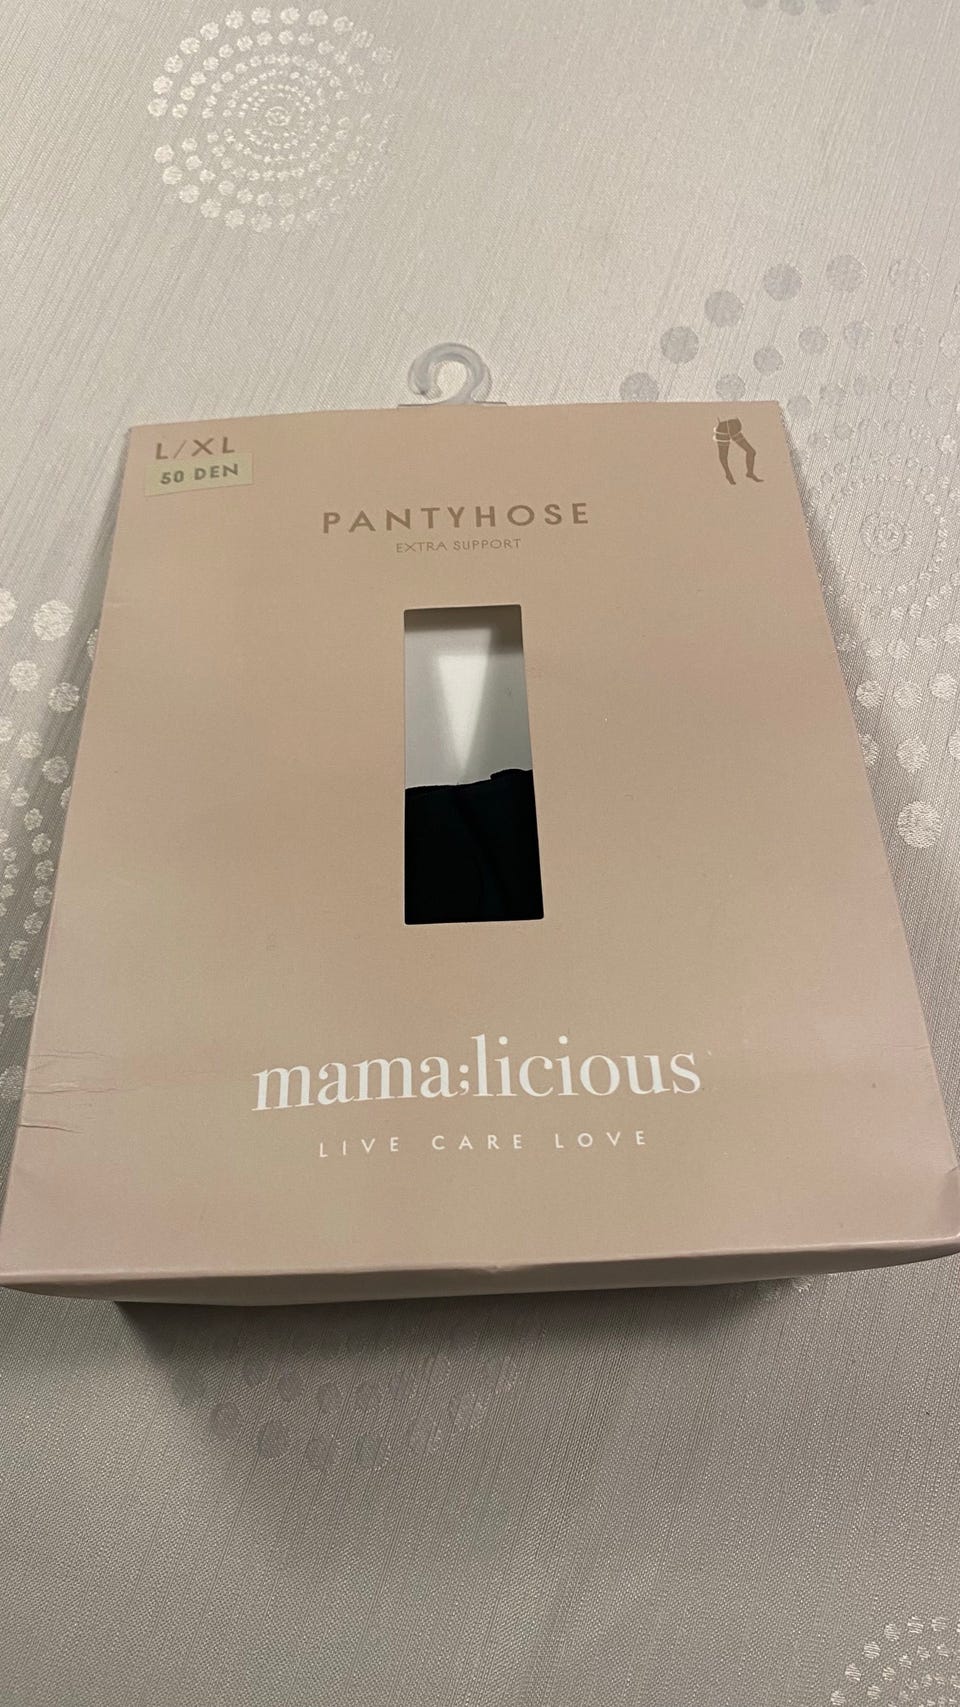 L/XL
50 DEN
PANTYHOSE
EXTRA SUPPORT
mama;licious
LIVE CARE LOVE